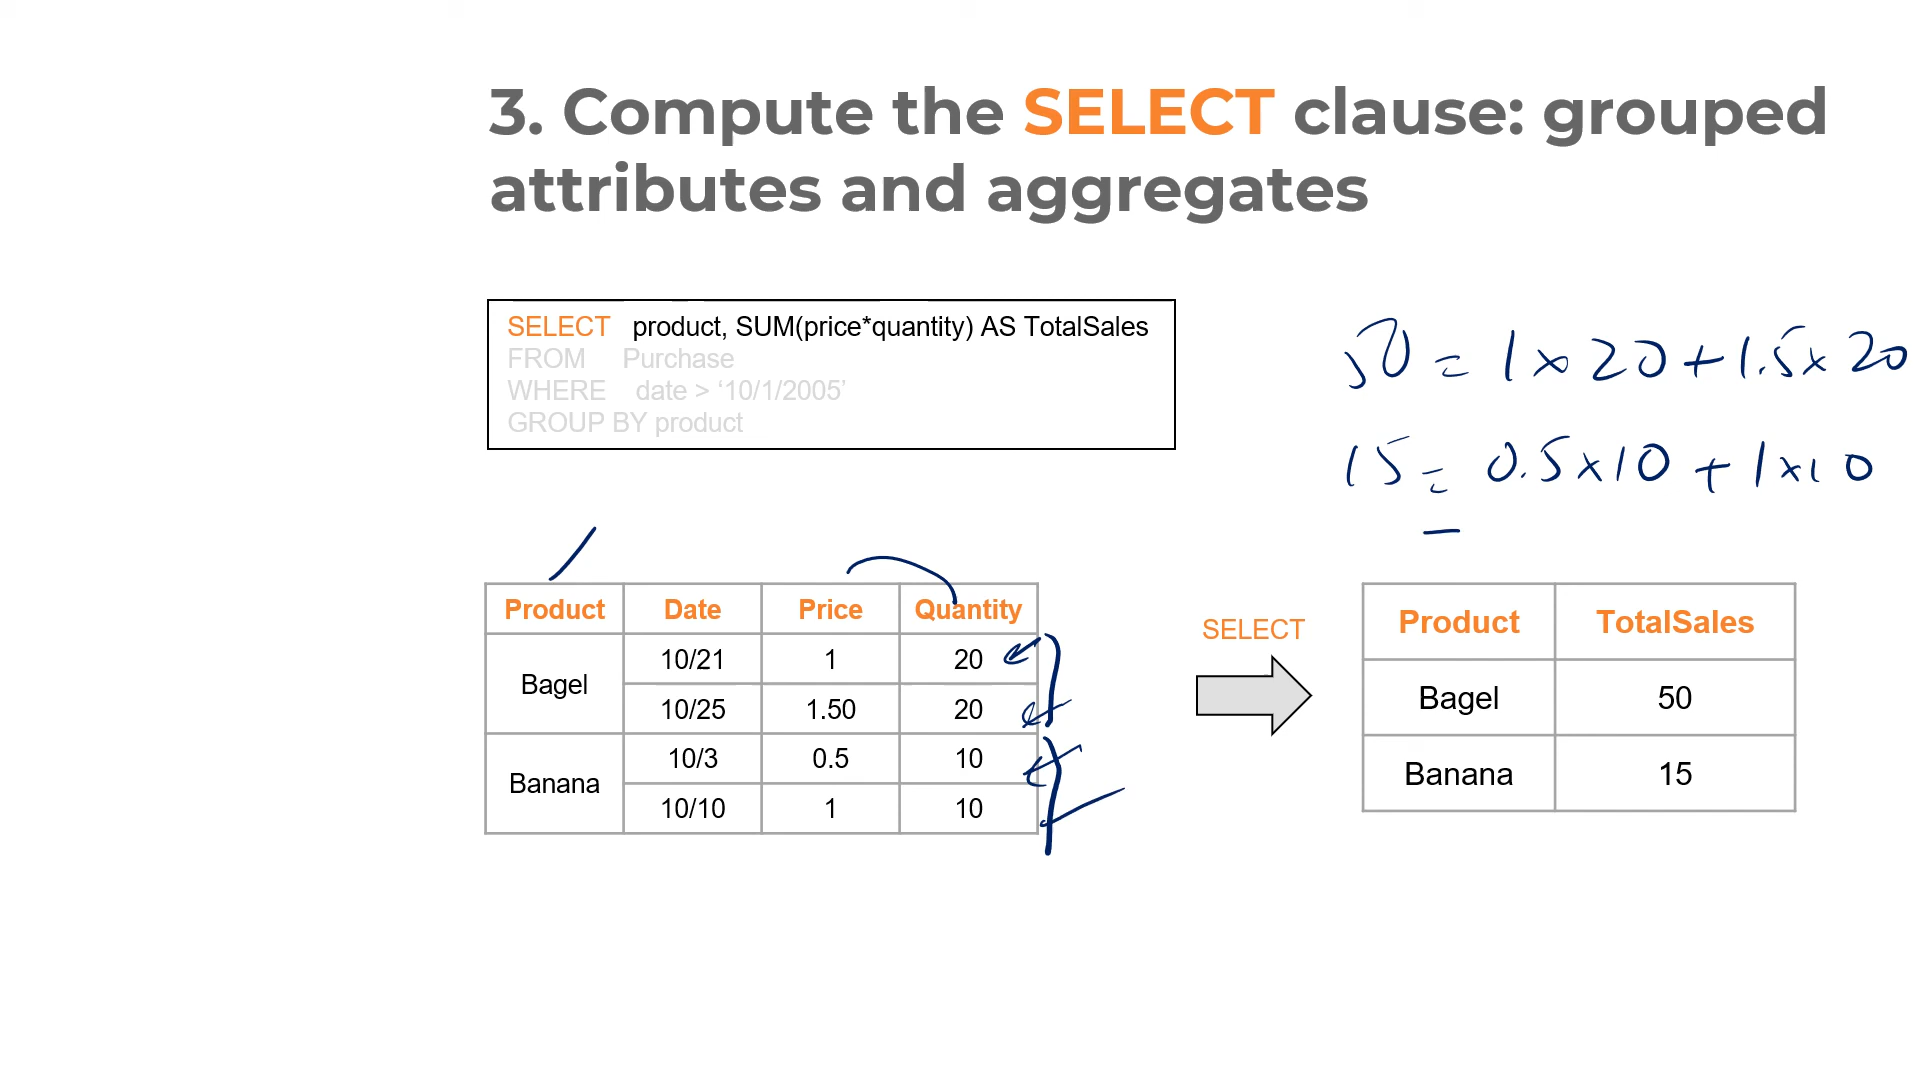 3. Compute the SELECT clause: grouped
attributes and aggregates
SELECT product, SUM(price*quantity) AS TotalSales
FROM Purchase
WHERE date > ‘10/1/2005’
GROUP BY product
50 = 1 x 20 + 1.5 x 20
15 = 0.5 x 10 + 1 x 10
Product Date Price Quantity
Bagel
10/21 1 20
10/25 1.50 20
Banana
10/3 0.5 10
10/10 1 10
SELECT
Product TotalSales
Bagel 50
Banana 15